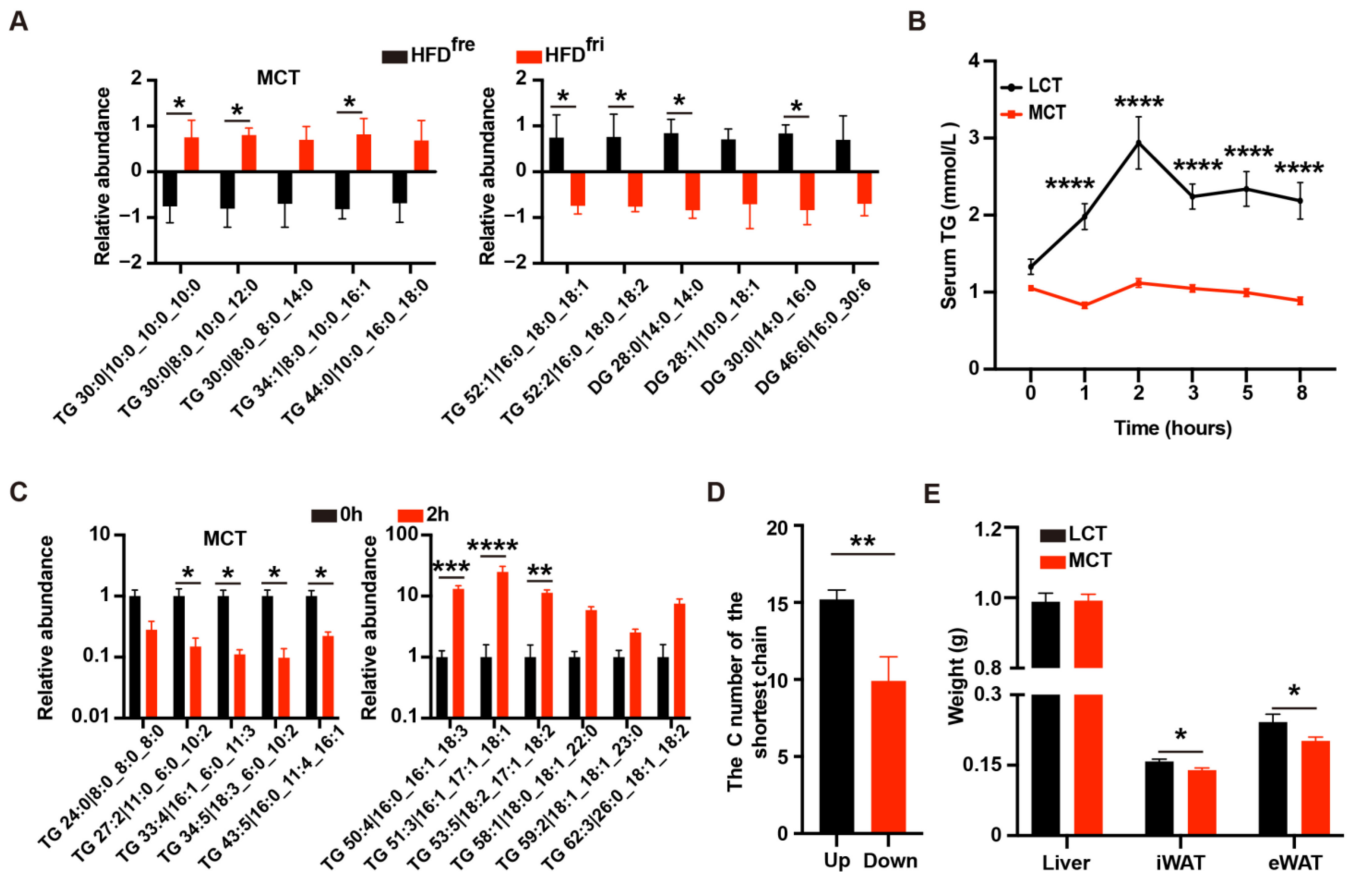 A
HFD^fre HFD^fri
MCT
Relative abundance
2
1
0
−1
−2
* * *
TG 30:0|10:0_10:0_10:0
TG 30:0|8:0_10:0_12:0
TG 30:0|8:0_8:0_14:0
TG 34:1|8:0_10:0_16:1
TG 44:0|10:0_16:0_18:0
Relative abundance
2
1
0
−1
−2
* * * *
TG 52:1|16:0_18:0_18:1
TG 52:2|16:0_18:0_18:2
DG 28:0|14:0_14:0
DG 28:1|10:0_18:1
DG 30:0|14:0_16:0
DG 46:6|16:0_30:6
B
LCT
MCT
Serum TG (mmol/L)
4
3
2
1
0
**** **** **** **** ****
0 1 2 3 5 8
Time (hours)
C
0h 2h
MCT
Relative abundance
10
1
0.1
0.01
* * * *
TG 24:0|8:0_8:0_8:0
TG 27:2|11:0_6:0_10:2
TG 33:4|16:1_6:0_11:3
TG 34:5|18:3_6:0_10:2
TG 43:5|16:0_11:4_16:1
Relative abundance
100
10
1
0.1
*** **** **
TG 50:4|16:0_16:1_18:3
TG 51:3|16:1_17:1_18:1
TG 53:5|18:2_17:1_18:2
TG 58:1|18:0_18:1_22:0
TG 59:2|18:1_18:1_23:0
TG 62:3|26:0_18:1_18:2
D
The C number of the
shortest chain
20
15
10
15
0
**
Up Down
E
LCT
MCT
Weight (g)
1.2
1.0
0.8
0.3
0.15
0
* *
Liver iWAT eWAT